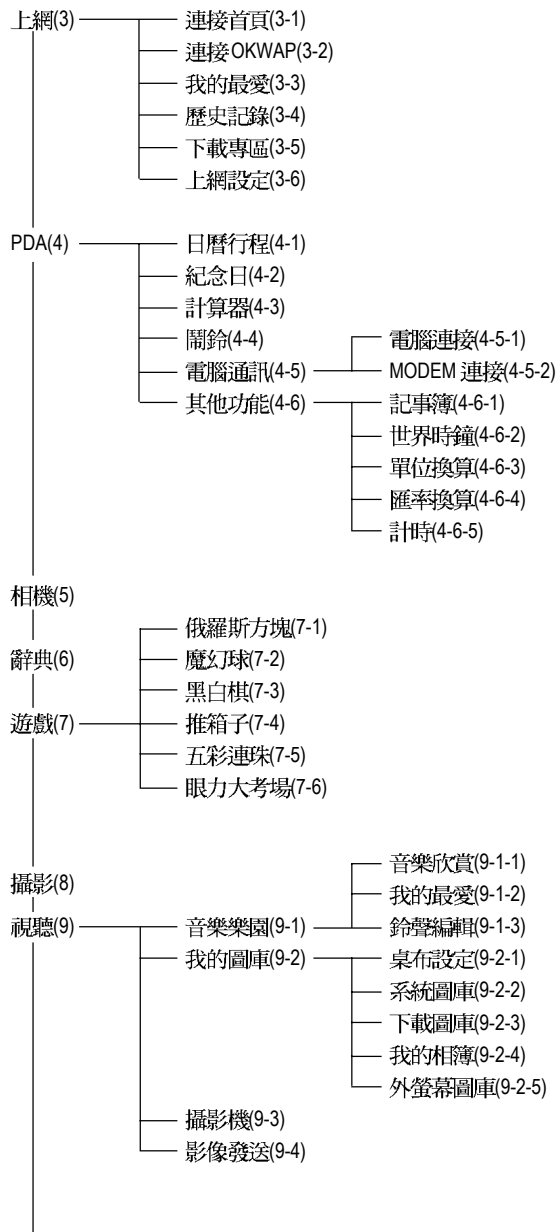 上網(3)
連接首頁(3-1)
連接OKWAP(3-2)
我的最愛(3-3)
歷史記錄(3-4)
下載專區(3-5)
上網設定(3-6)
PDA(4)
日曆行程(4-1)
紀念日(4-2)
計算器(4-3)
鬧鈴(4-4)
電腦通訊(4-5)
電腦連接(4-5-1)
MODEM 連接(4-5-2)
其他功能(4-6)
記事簿(4-6-1)
世界時鐘(4-6-2)
單位換算(4-6-3)
匯率換算(4-6-4)
計時(4-6-5)
相機(5)
辭典(6)
遊戲(7)
俄羅斯方塊(7-1)
魔幻球(7-2)
黑白棋(7-3)
推箱子(7-4)
五彩連珠(7-5)
眼力大考場(7-6)
攝影(8)
視聽(9)
音樂樂園(9-1)
音樂欣賞(9-1-1)
我的最愛(9-1-2)
鈴聲編輯(9-1-3)
我的圖庫(9-2)
桌布設定(9-2-1)
系統圖庫(9-2-2)
下載圖庫(9-2-3)
我的相簿(9-2-4)
外螢幕圖庫(9-2-5)
攝影機(9-3)
影像發送(9-4)